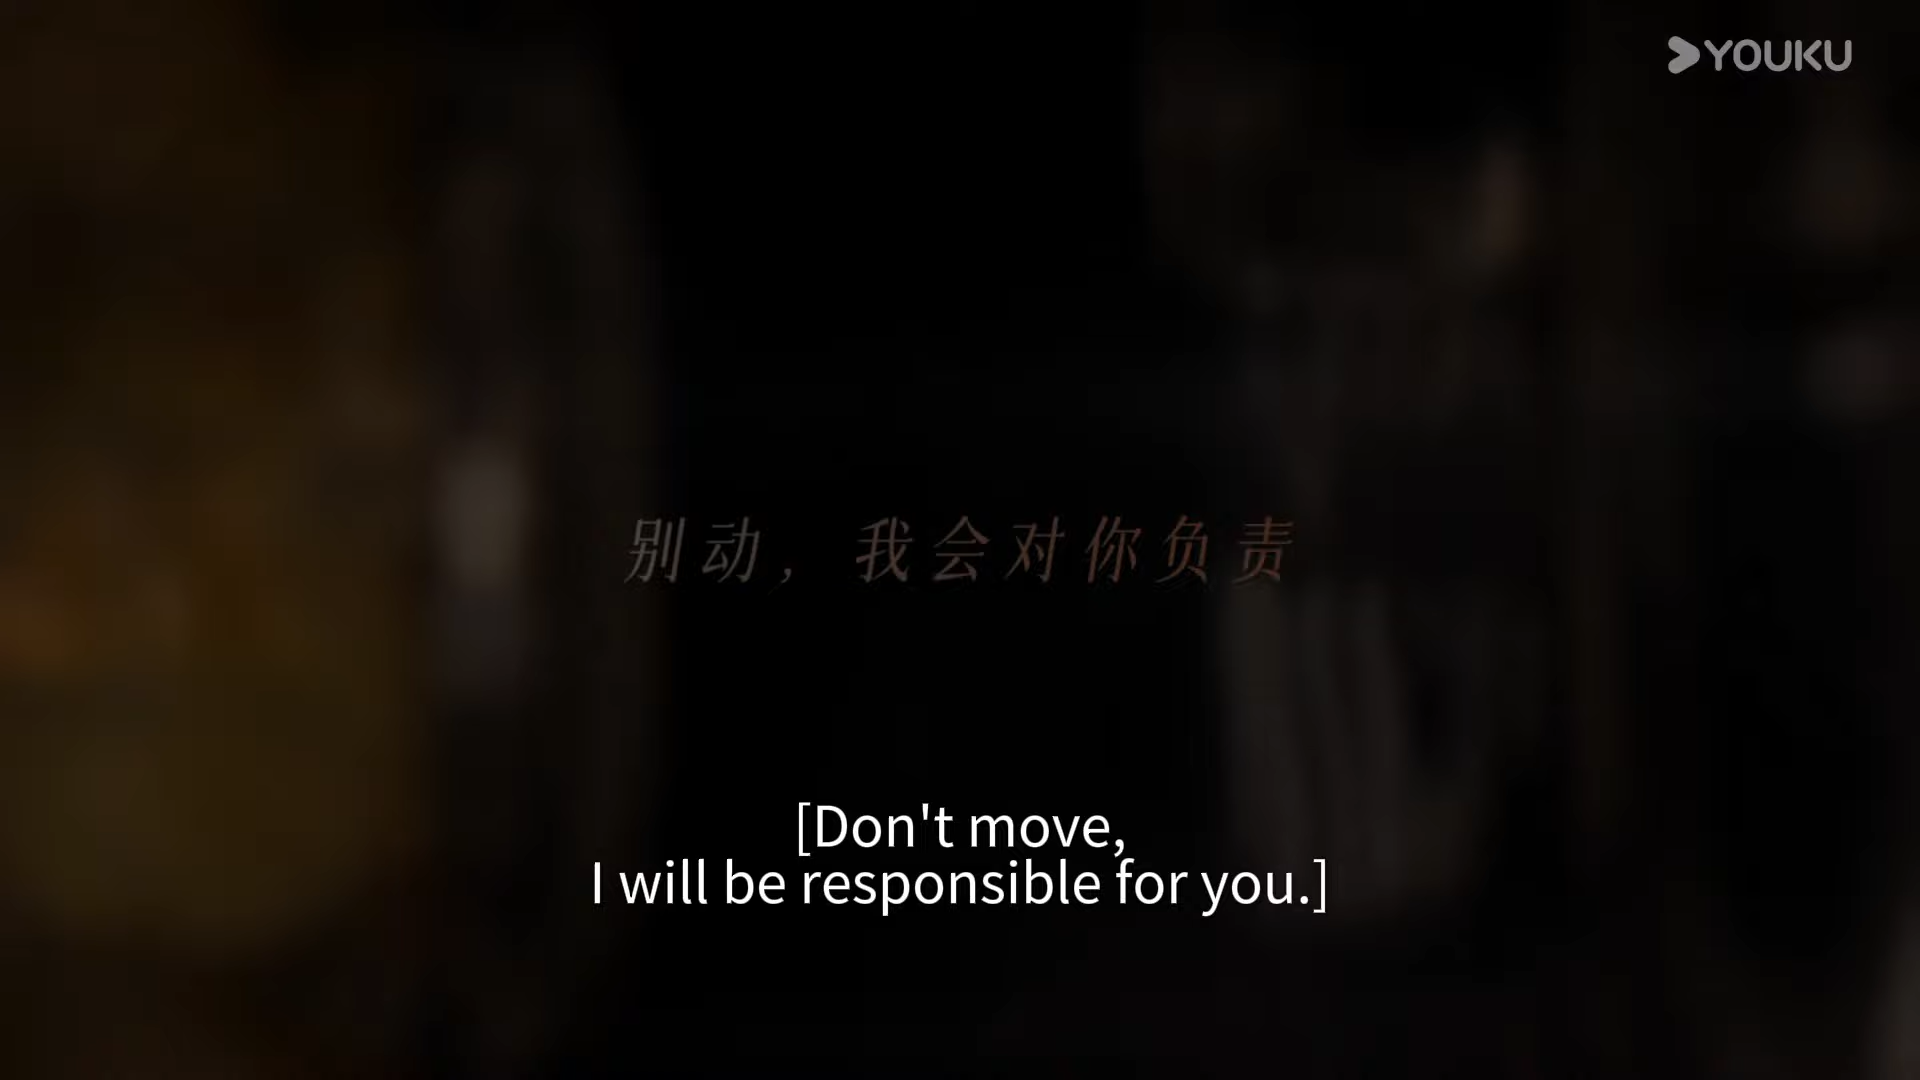 YOUKU
别动，我会对你负责
[Don't move,
I will be responsible for you.]